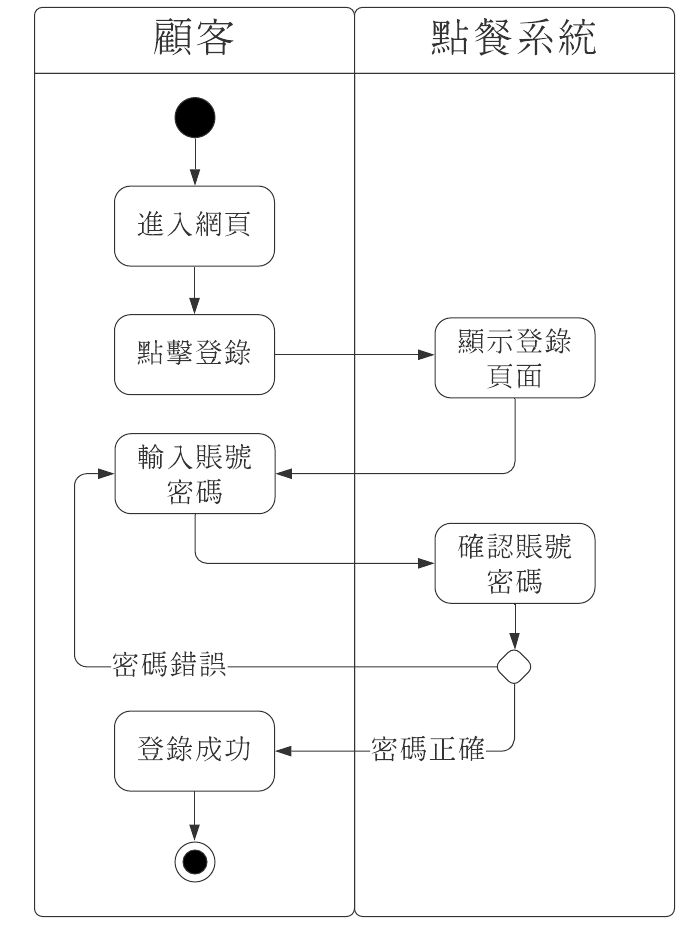 顧客
點餐系統
進入網頁
點擊登錄
顯示登錄
頁面
輸入賬號
密碼
確認賬號
密碼
密碼錯誤
密碼正確
登錄成功